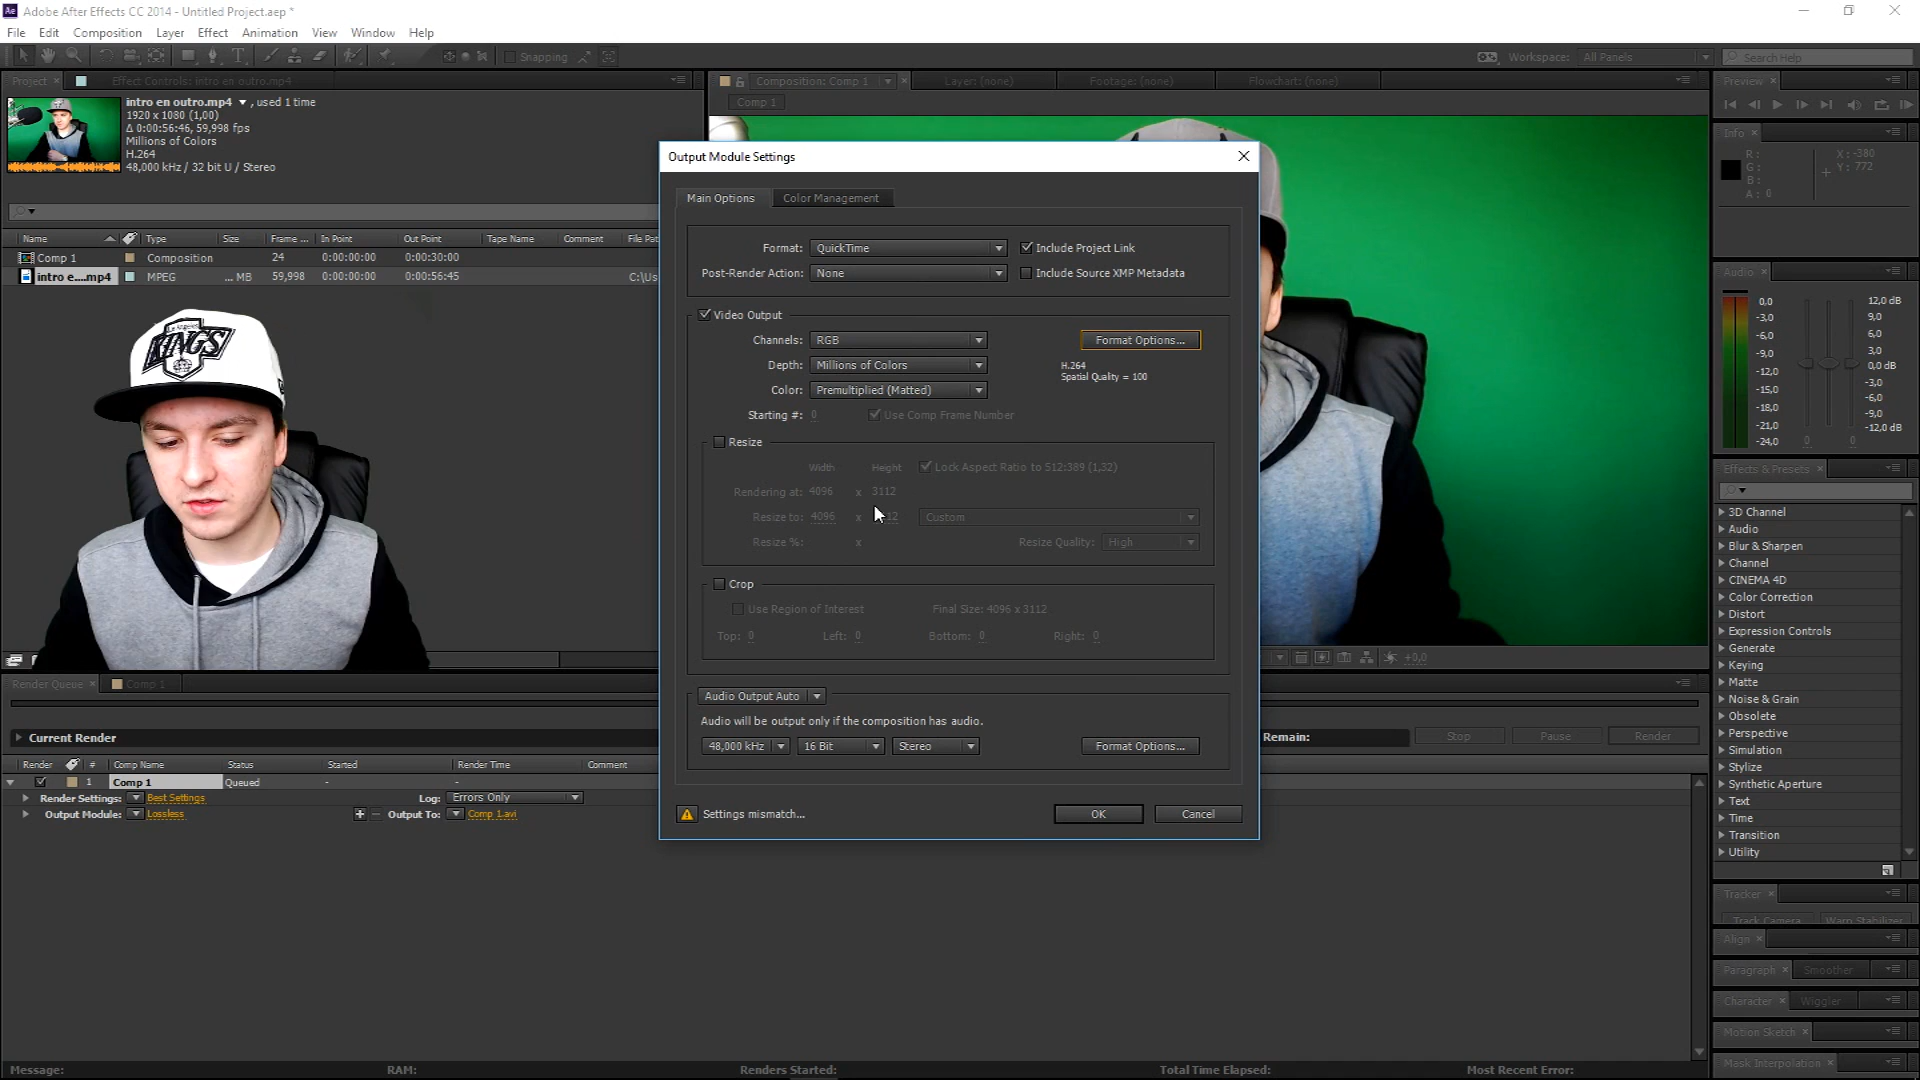 Adobe After Effects CC 2014 - Untitled Project.aep *
File Edit Composition Layer Effect Animation View Window Help
Snapping
Workspace: All Panels
Search Help
Project
Effect Controls: intro en outro.mp4
Composition: Comp 1
Layer: (none)
Footage: (none)
Flowchart: (none)
Preview
Comp 1
intro en outro.mp4 , used 1 time
1920 x 1080 (1,00)
Δ 0:00:56:46, 59,998 fps
Millions of Colors
H.264
48,000 kHz / 32 bit U / Stereo
Name Type Size Frame ... In Point Out Point Tape Name Comment File Pat
Comp 1 Composition 24 0:00:00:00 0:00:30:00
intro e....mp4 MPEG ... MB 59,998 0:00:00:00 0:00:56:45 C:\Us
Los Angeles
KINGS
Output Module Settings
Main Options Color Management
Format: QuickTime Include Project Link
Post-Render Action: None Include Source XMP Metadata
Video Output
Channels: RGB Format Options...
Depth: Millions of Colors H.264
Spatial Quality = 100
Color: Premultiplied (Matted)
Starting #: 0 Use Comp Frame Number
Resize
Width Height Lock Aspect Ratio to 512:389 (1,32)
Rendering at: 4096 x 3112
Resize to: 4096 x 12 Custom
Resize %: x Resize Quality: High
Crop
Use Region of Interest Final Size: 4096 x 3112
Top: 0 Left: 0 Bottom: 0 Right: 0
Audio Output Auto
Audio will be output only if the composition has audio.
48,000 kHz 16 Bit Stereo Format Options...
Settings mismatch... OK Cancel
+0,0
Info
R: X: -380
G: Y: 772
B:
A: 0
Audio
0,0 12,0 dB
-3,0 9,0
-6,0 6,0
-9,0 3,0
-12,0 0,0 dB
-15,0 -3,0
-18,0 -6,0
-21,0 -9,0
-24,0 0 0 -12,0 dB
Effects & Presets
3D Channel
Audio
Blur & Sharpen
Channel
CINEMA 4D
Color Correction
Distort
Expression Controls
Generate
Keying
Matte
Noise & Grain
Obsolete
Perspective
Simulation
Stylize
Synthetic Aperture
Text
Time
Transition
Utility
Tracker
Track Camera Warp Stabilizer
Align
Paragraph Smoother
Character Wiggler
Motion Sketch
Mask Interpolation
Render Queue Comp 1
Current Render Remain: Stop Pause Render
Render # Comp Name Status Started Render Time Comment
1 Comp 1 Queued - -
Render Settings: Best Settings Log: Errors Only
Output Module: Lossless Output To: Comp 1.avi
Message: RAM: Renders Started: Total Time Elapsed: Most Recent Error: